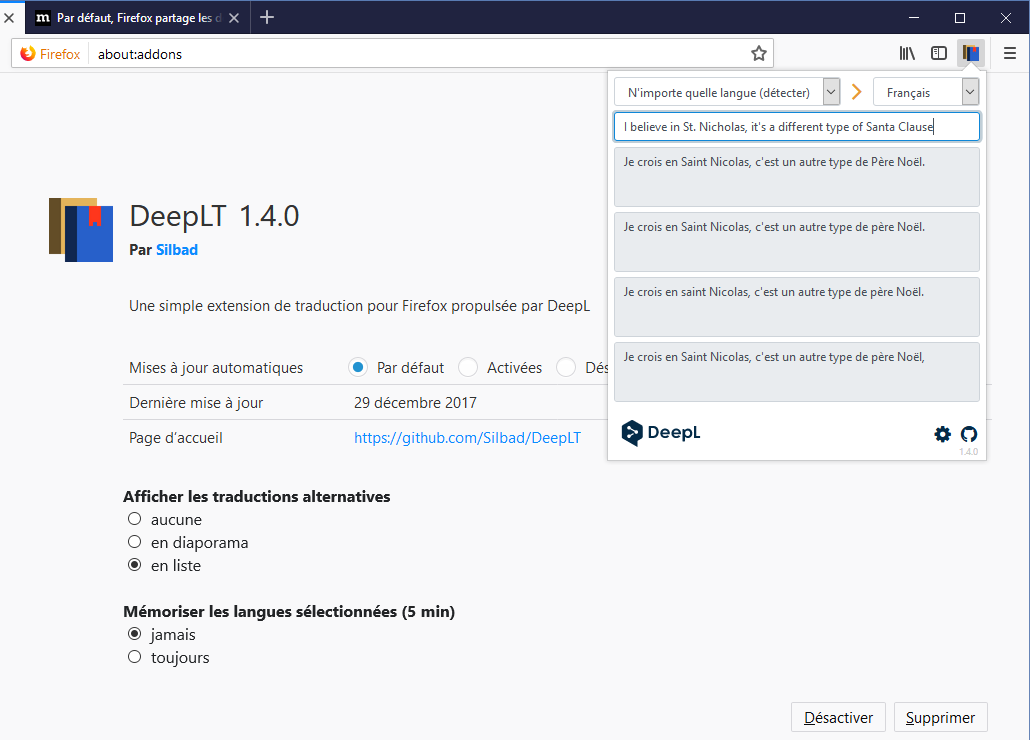 Par défaut, Firefox partage les d
Firefox about:addons
N'importe quelle langue (détecter) Français
I believe in St. Nicholas, it's a different type of Santa Clause
Je crois en Saint Nicolas, c'est un autre type de Père Noël.
Je crois en Saint Nicolas, c'est un autre type de père Noël.
Je crois en saint Nicolas, c'est un autre type de père Noël.
Je crois en Saint Nicolas, c'est un autre type de père Noël,
DeepL
1.4.0
DeepLT 1.4.0
Par Silbad
Une simple extension de traduction pour Firefox propulsée par DeepL
Mises à jour automatiques Par défaut Activées Dés
Dernière mise à jour 29 décembre 2017
Page d’accueil https://github.com/Silbad/DeepLT
Afficher les traductions alternatives
aucune
en diaporama
en liste
Mémoriser les langues sélectionnées (5 min)
jamais
toujours
Désactiver Supprimer